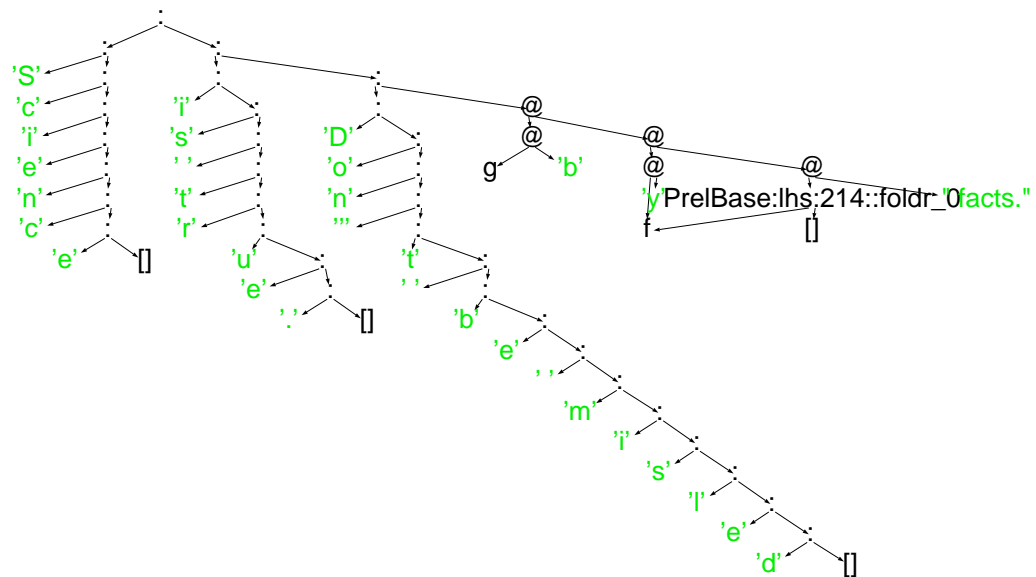 :
: :
'S' : : :
'c' : 'i' : : @
'i' : 's' : 'D' : @ @
'e' : ' ' : 'o' : g 'b' @ @
'n' : 't' : 'n' : 'y' PrelBase:lhs:214::foldr_0 "facts."
'c' : 'r' : ''' : f []
'e' [] 'u' : 't' :
'e' : ' ' :
'.' [] 'b' :
'e' :
' ' :
'm' :
'i' :
's' :
'l' :
'e' :
'd' []